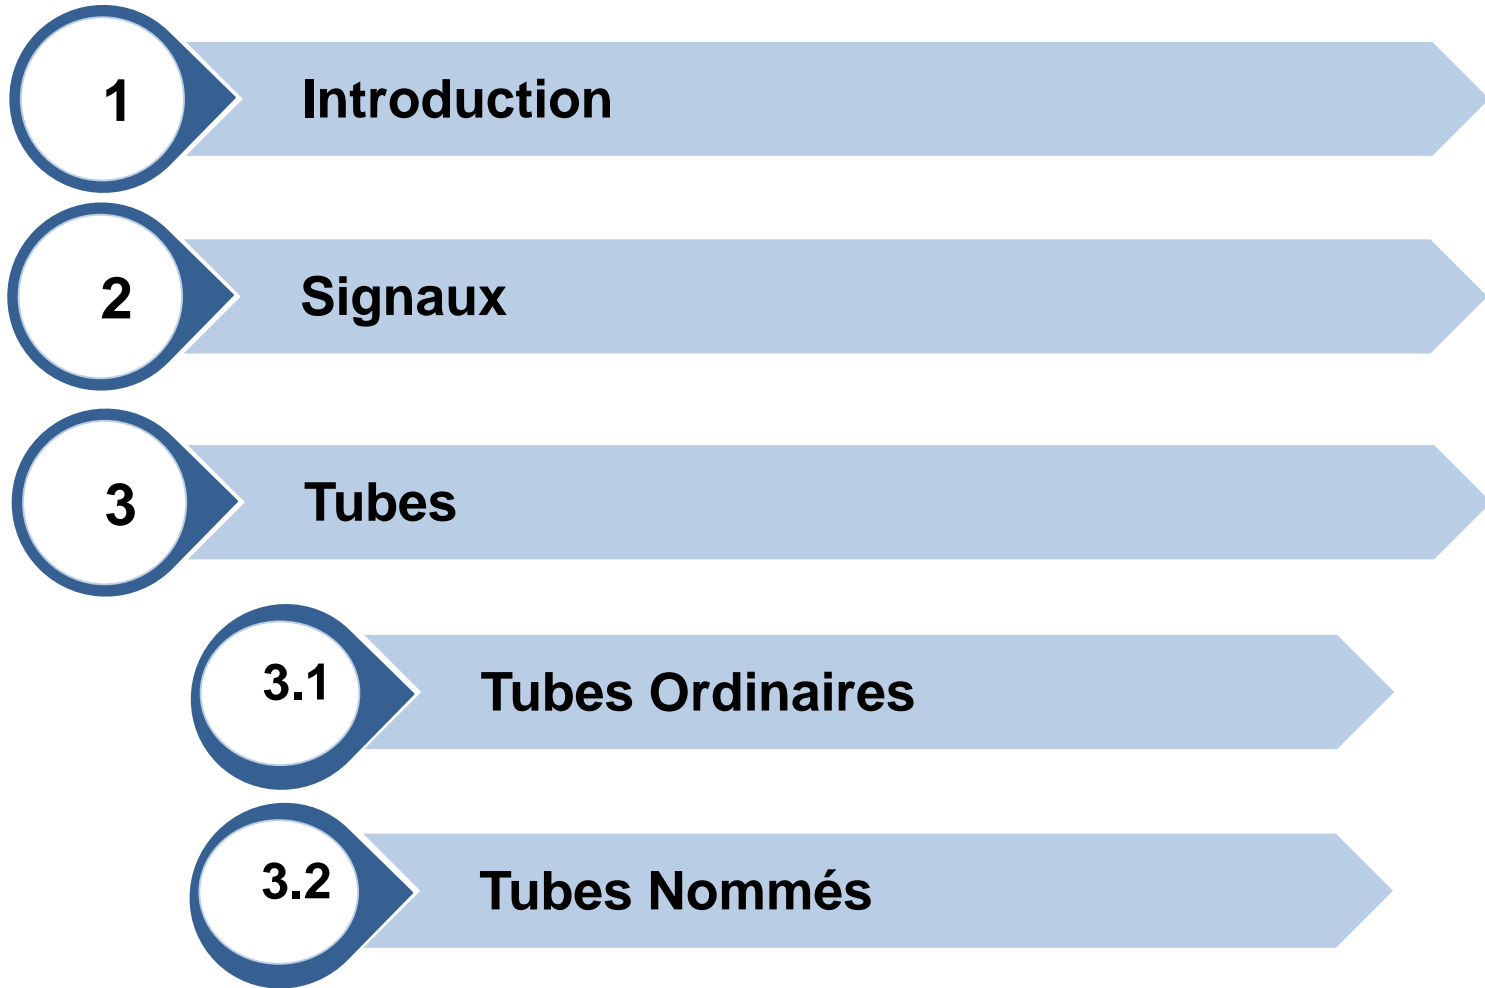 1 Introduction
2 Signaux
3 Tubes
3.1 Tubes Ordinaires
3.2 Tubes Nommés